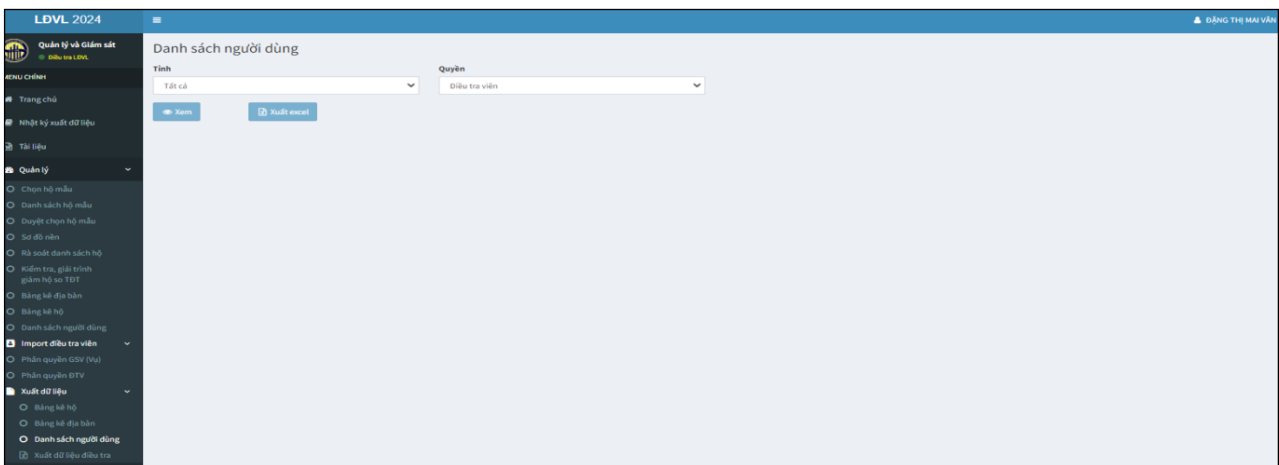 LĐVL 2024
ĐẶNG THỊ MAI VÂN
Quản lý và Giám sát
Điều tra LĐVL
MENU CHÍNH
Trang chủ
Nhật ký xuất dữ liệu
Tài liệu
Quản lý
Chọn hộ mẫu
Danh sách hộ mẫu
Duyệt chọn hộ mẫu
Sơ đồ nền
Rà soát danh sách hộ
Kiểm tra, giải trình
giảm hộ so TĐT
Bảng kê địa bàn
Bảng kê hộ
Danh sách người dùng
Import điều tra viên
Phân quyền GSV (Vụ)
Phân quyền ĐTV
Xuất dữ liệu
Bảng kê hộ
Bảng kê địa bàn
Danh sách người dùng
Xuất dữ liệu điều tra
Danh sách người dùng
Tỉnh
Quyền
Tất cả
Điều tra viên
Xem
Xuất excel